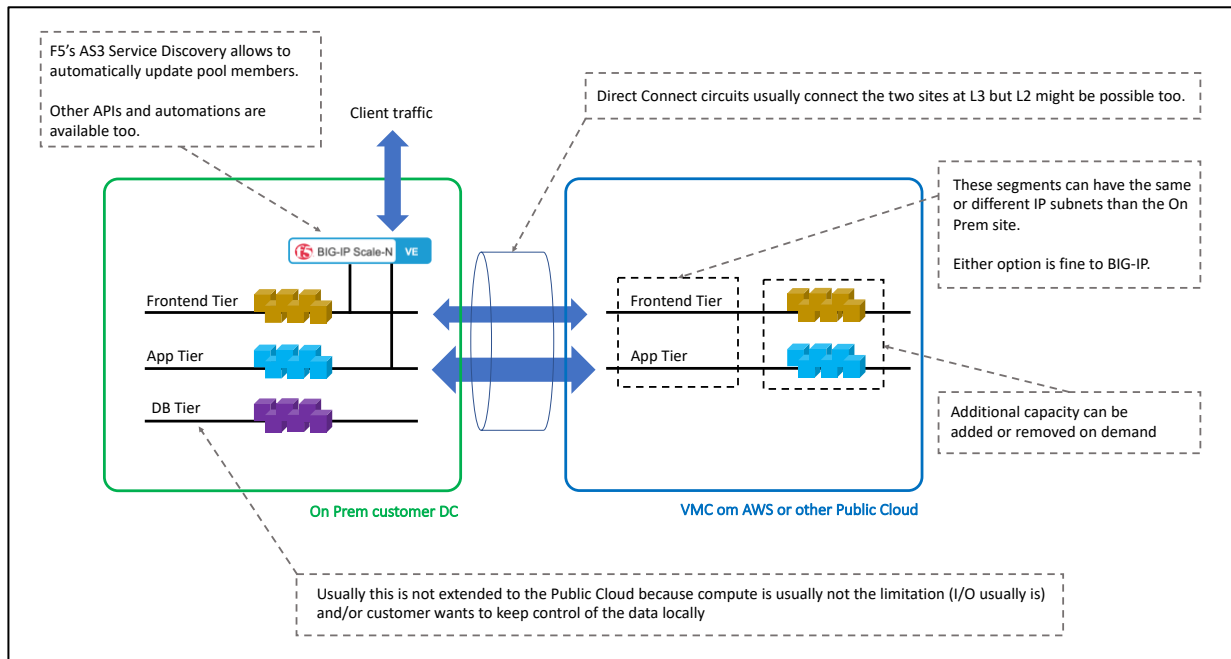 F5's AS3 Service Discovery allows to
automatically update pool members.
Other APIs and automations are
available too.
Client traffic
Direct Connect circuits usually connect the two sites at L3 but L2 might be possible too.
These segments can have the same
or different IP subnets than the On
Prem site.
Either option is fine to BIG-IP.
f5 BIG-IP Scale-N VE
Frontend Tier
App Tier
DB Tier
Frontend Tier
App Tier
Additional capacity can be
added or removed on demand
On Prem customer DC
VMC om AWS or other Public Cloud
Usually this is not extended to the Public Cloud because compute is usually not the limitation (I/O usually is)
and/or customer wants to keep control of the data locally